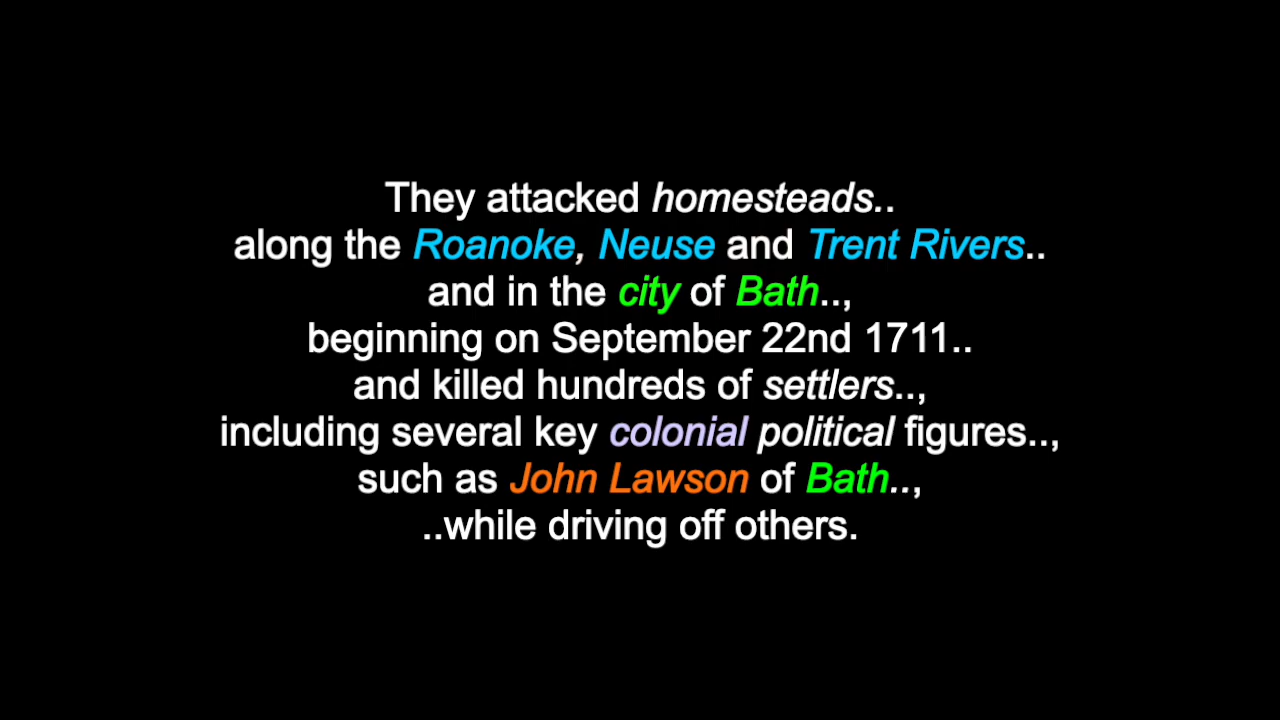 They attacked homesteads..
along the Roanoke, Neuse and Trent Rivers..
and in the city of Bath..,
beginning on September 22nd 1711..
and killed hundreds of settlers..,
including several key colonial political figures..,
such as John Lawson of Bath..,
..while driving off others.